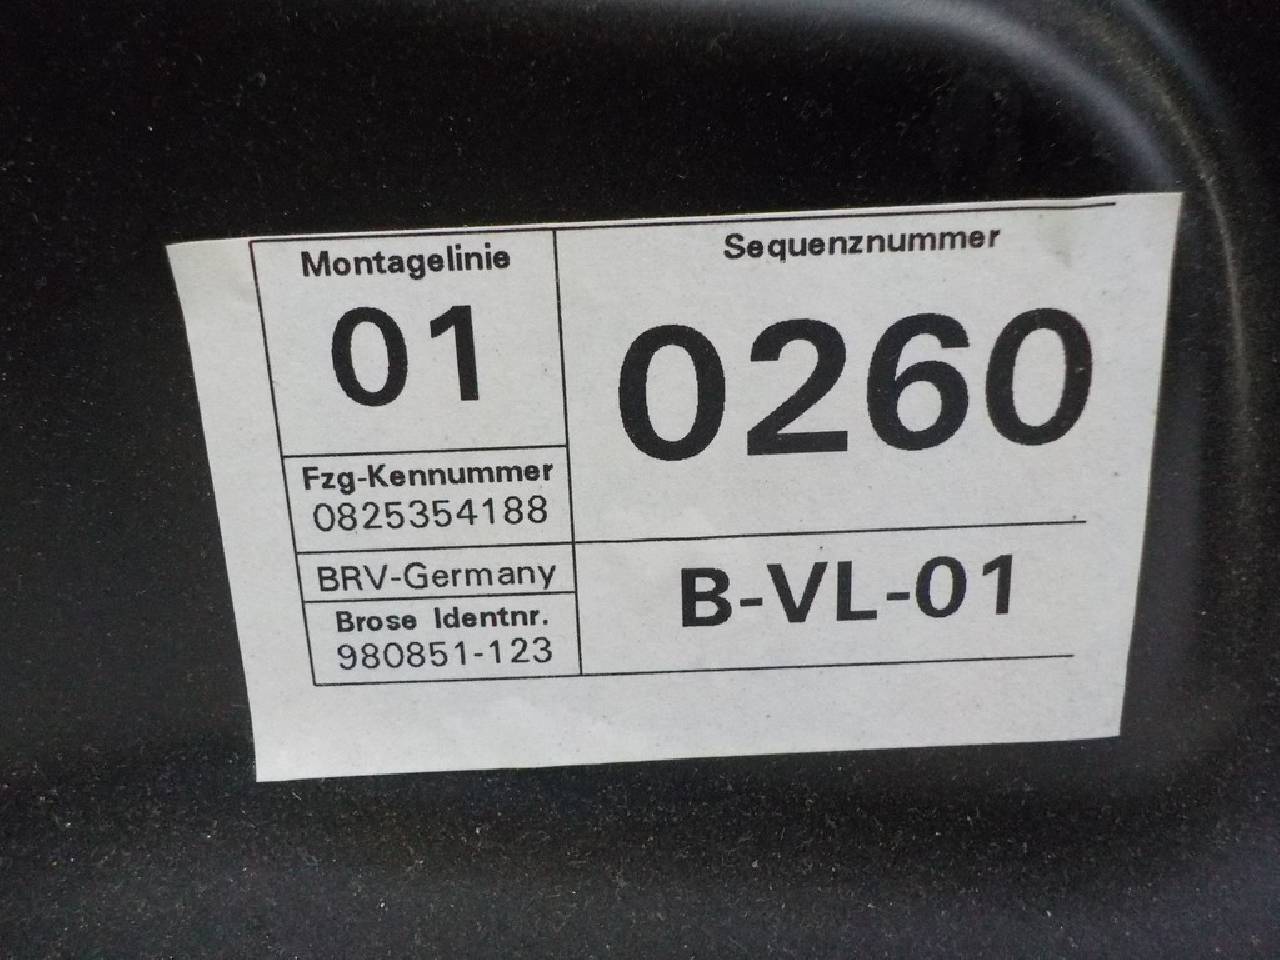 Montagelinie
01
Sequenznummer
0260
Fzg-Kennummer
0825354188
BRV-Germany
Brose Identnr.
980851-123
B-VL-01